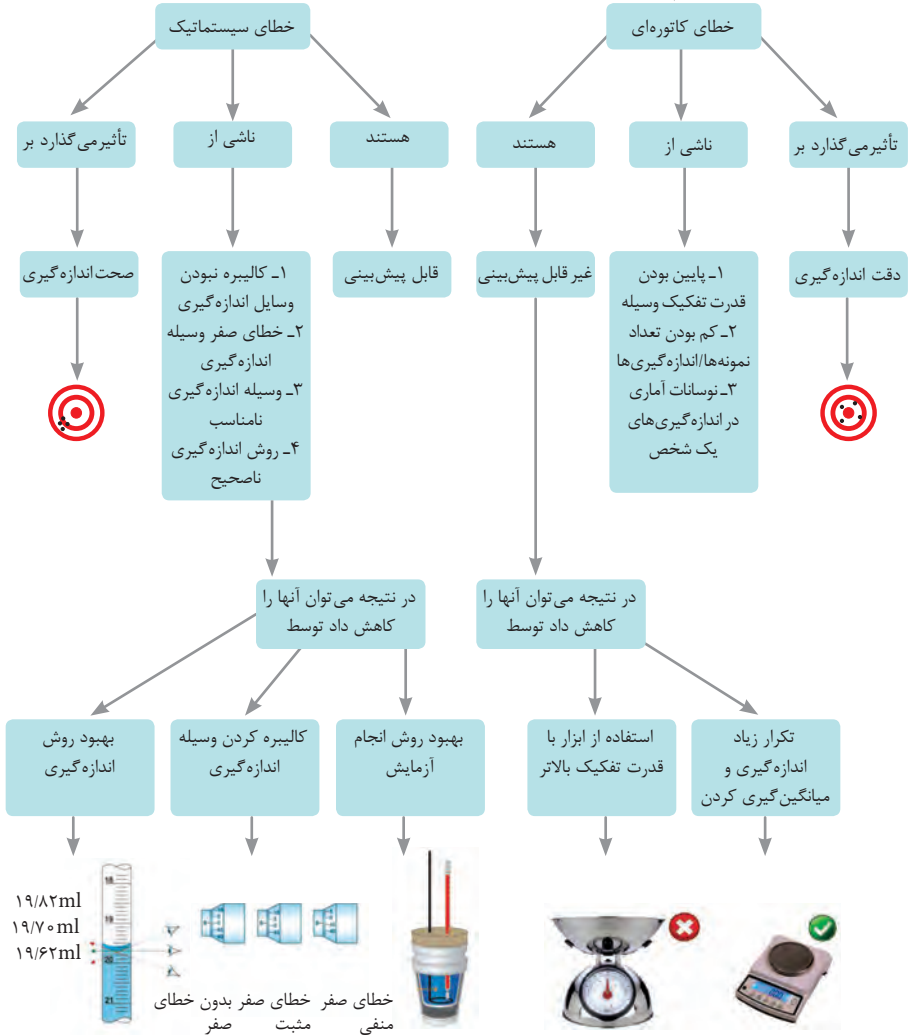 خطای کاتوره‌ای
تأثیرمی‌گذارد بر
ناشی از
هستند
دقت اندازه‌گیری
۱ـ پایین بودن
قدرت تفکیک وسیله
۲ـ کم بودن تعداد
نمونه‌ها/اندازه‌گیری‌ها
۳ـ نوسانات آماری
در اندازه‌گیری‌های
یک شخص
غیر قابل پیش‌بینی
در نتیجه می‌توان آنها را
کاهش داد توسط
تکرار زیاد
اندازه‌گیری و
میانگین‌گیری کردن
استفاده از ابزار با
قدرت تفکیک بالاتر
خطای سیستماتیک
هستند
ناشی از
تأثیرمی‌گذارد بر
قابل پیش‌بینی
۱ـ کالیبره نبودن
وسایل اندازه‌گیری
۲ـ خطای صفر وسیله
اندازه‌گیری
۳ـ وسیله اندازه‌گیری
نامناسب
۴ـ روش اندازه‌گیری
ناصحیح
صحت‌اندازه‌گیری
در نتیجه می‌توان آنها را
کاهش داد توسط
بهبود روش انجام
آزمایش
کالیبره کردن وسیله
اندازه‌گیری
بهبود روش
اندازه‌گیری
خطای صفر
منفی
خطای صفر
مثبت
بدون خطای
صفر
۱۹/۸۲ml
۱۹/۷۰ml
۱۹/۶۲ml
18
19
20
21